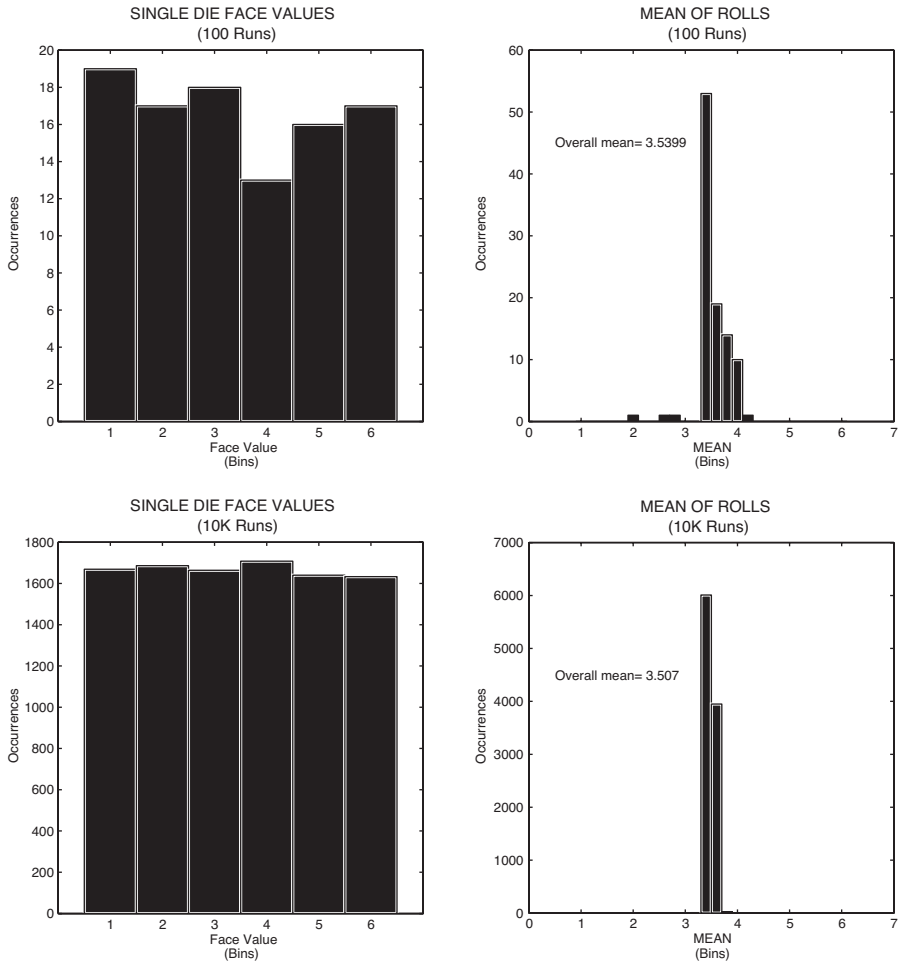 SINGLE DIE FACE VALUES
(100 Runs)
20
18
16
14
12
10
8
6
4
2
0
Occurrences
1 2 3 4 5 6
Face Value
(Bins)
MEAN OF ROLLS
(100 Runs)
60
50
40
30
20
10
0
Occurrences
Overall mean= 3.5399
0 1 2 3 4 5 6 7
MEAN
(Bins)
SINGLE DIE FACE VALUES
(10K Runs)
1800
1600
1400
1200
1000
800
600
400
200
0
Occurrences
1 2 3 4 5 6
Face Value
(Bins)
MEAN OF ROLLS
(10K Runs)
7000
6000
5000
4000
3000
2000
1000
0
Occurrences
Overall mean= 3.507
0 1 2 3 4 5 6 7
MEAN
(Bins)